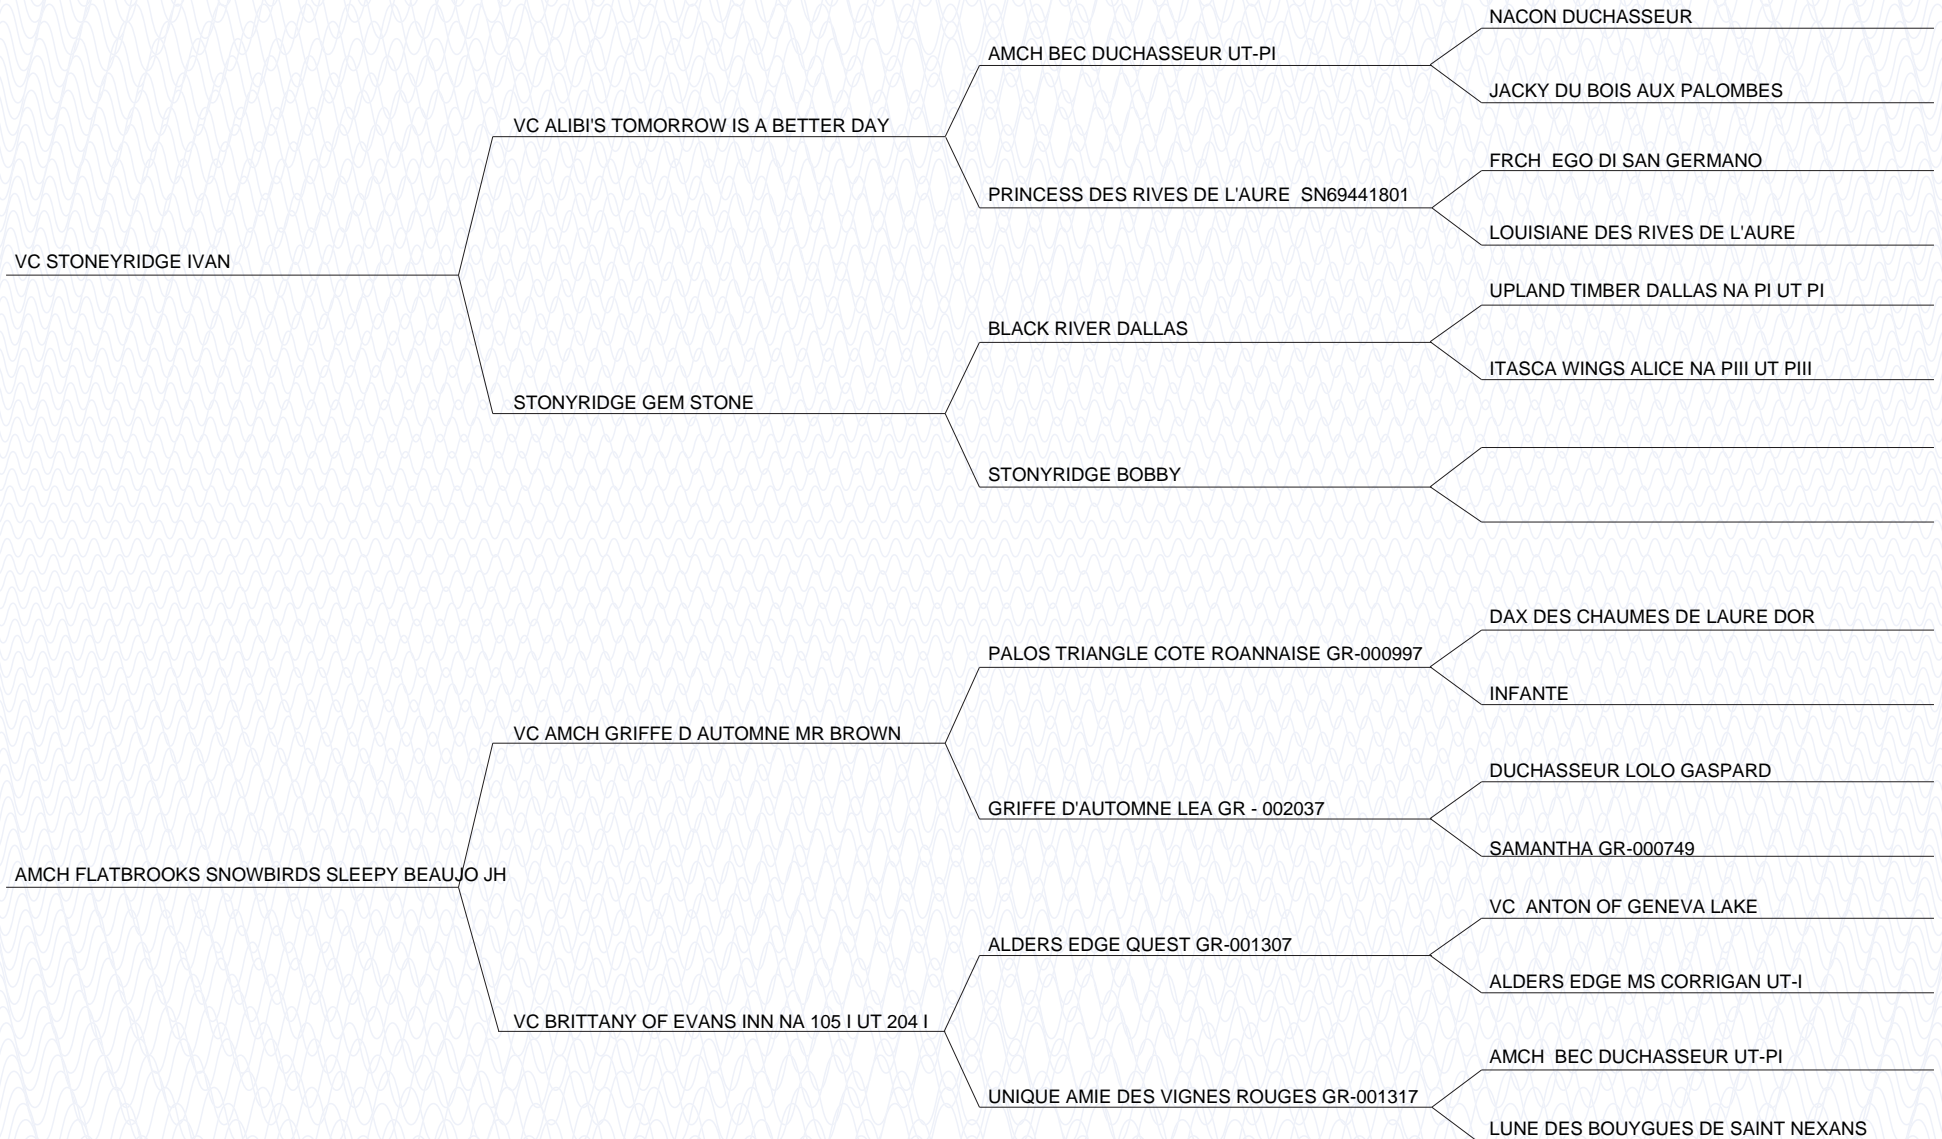 NACON DUCHASSEUR
AMCH BEC DUCHASSEUR UT-PI
JACKY DU BOIS AUX PALOMBES
VC ALIBI'S TOMORROW IS A BETTER DAY
FRCH  EGO DI SAN GERMANO
PRINCESS DES RIVES DE L'AURE  SN69441801
LOUISIANE DES RIVES DE L'AURE
VC STONEYRIDGE IVAN
UPLAND TIMBER DALLAS NA PI UT PI
BLACK RIVER DALLAS
ITASCA WINGS ALICE NA PIII UT PIII
STONYRIDGE GEM STONE
STONYRIDGE BOBBY
DAX DES CHAUMES DE LAURE DOR
PALOS TRIANGLE COTE ROANNAISE GR-000997
INFANTE
VC AMCH GRIFFE D AUTOMNE MR BROWN
DUCHASSEUR LOLO GASPARD
GRIFFE D'AUTOMNE LEA GR - 002037
SAMANTHA GR-000749
AMCH FLATBROOKS SNOWBIRDS SLEEPY BEAUJO JH
VC  ANTON OF GENEVA LAKE
ALDERS EDGE QUEST GR-001307
ALDERS EDGE MS CORRIGAN UT-I
VC BRITTANY OF EVANS INN NA 105 I UT 204 I
AMCH  BEC DUCHASSEUR UT-PI
UNIQUE AMIE DES VIGNES ROUGES GR-001317
LUNE DES BOUYGUES DE SAINT NEXANS